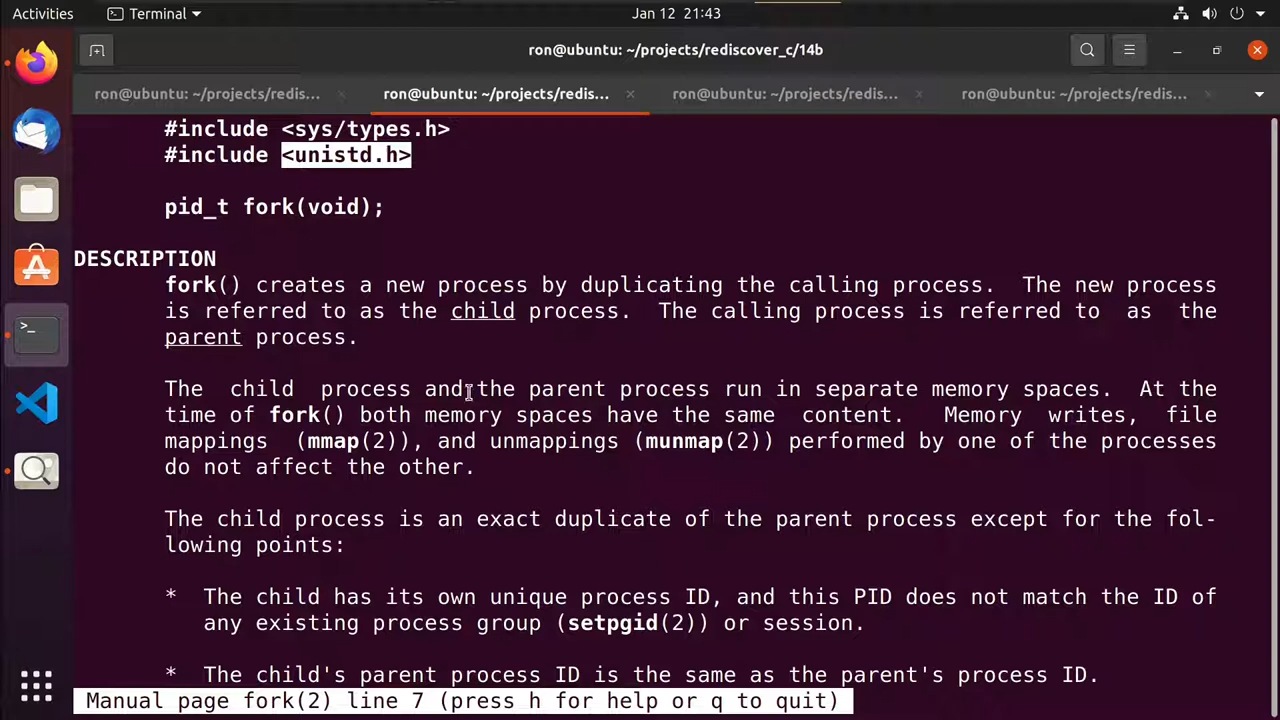 Activities
Terminal
Jan 12 21:43
ron@ubuntu: ~/projects/rediscover_c/14b
ron@ubuntu: ~/projects/redis...
ron@ubuntu: ~/projects/redis...
ron@ubuntu: ~/projects/redis...
ron@ubuntu: ~/projects/redis...
#include <sys/types.h>
#include <unistd.h>
pid_t fork(void);
DESCRIPTION
fork() creates a new process by duplicating the calling process. The new process
is referred to as the child process. The calling process is referred to as the
parent process.
The child process and the parent process run in separate memory spaces. At the
time of fork() both memory spaces have the same content. Memory writes, file
mappings (mmap(2)), and unmappings (munmap(2)) performed by one of the processes
do not affect the other.
The child process is an exact duplicate of the parent process except for the fol-
lowing points:
* The child has its own unique process ID, and this PID does not match the ID of
any existing process group (setpgid(2)) or session.
* The child's parent process ID is the same as the parent's process ID.
Manual page fork(2) line 7 (press h for help or q to quit)